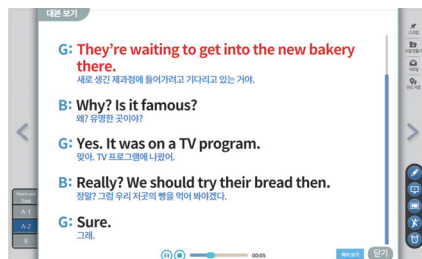 대본 보기
G: They're waiting to get into the new bakery
there.
새로 생긴 제과점에 들어가려고 기다리고 있는 거야.
B: Why? Is it famous?
왜? 유명한 곳이야?
G: Yes. It was on a TV program.
맞아. TV 프로그램에 나왔어.
B: Really? We should try their bread then.
정말? 그럼 우리 저곳의 빵을 먹어 봐야겠다.
G: Sure.
그래.
A-1
A-2
B
00:05
닫기